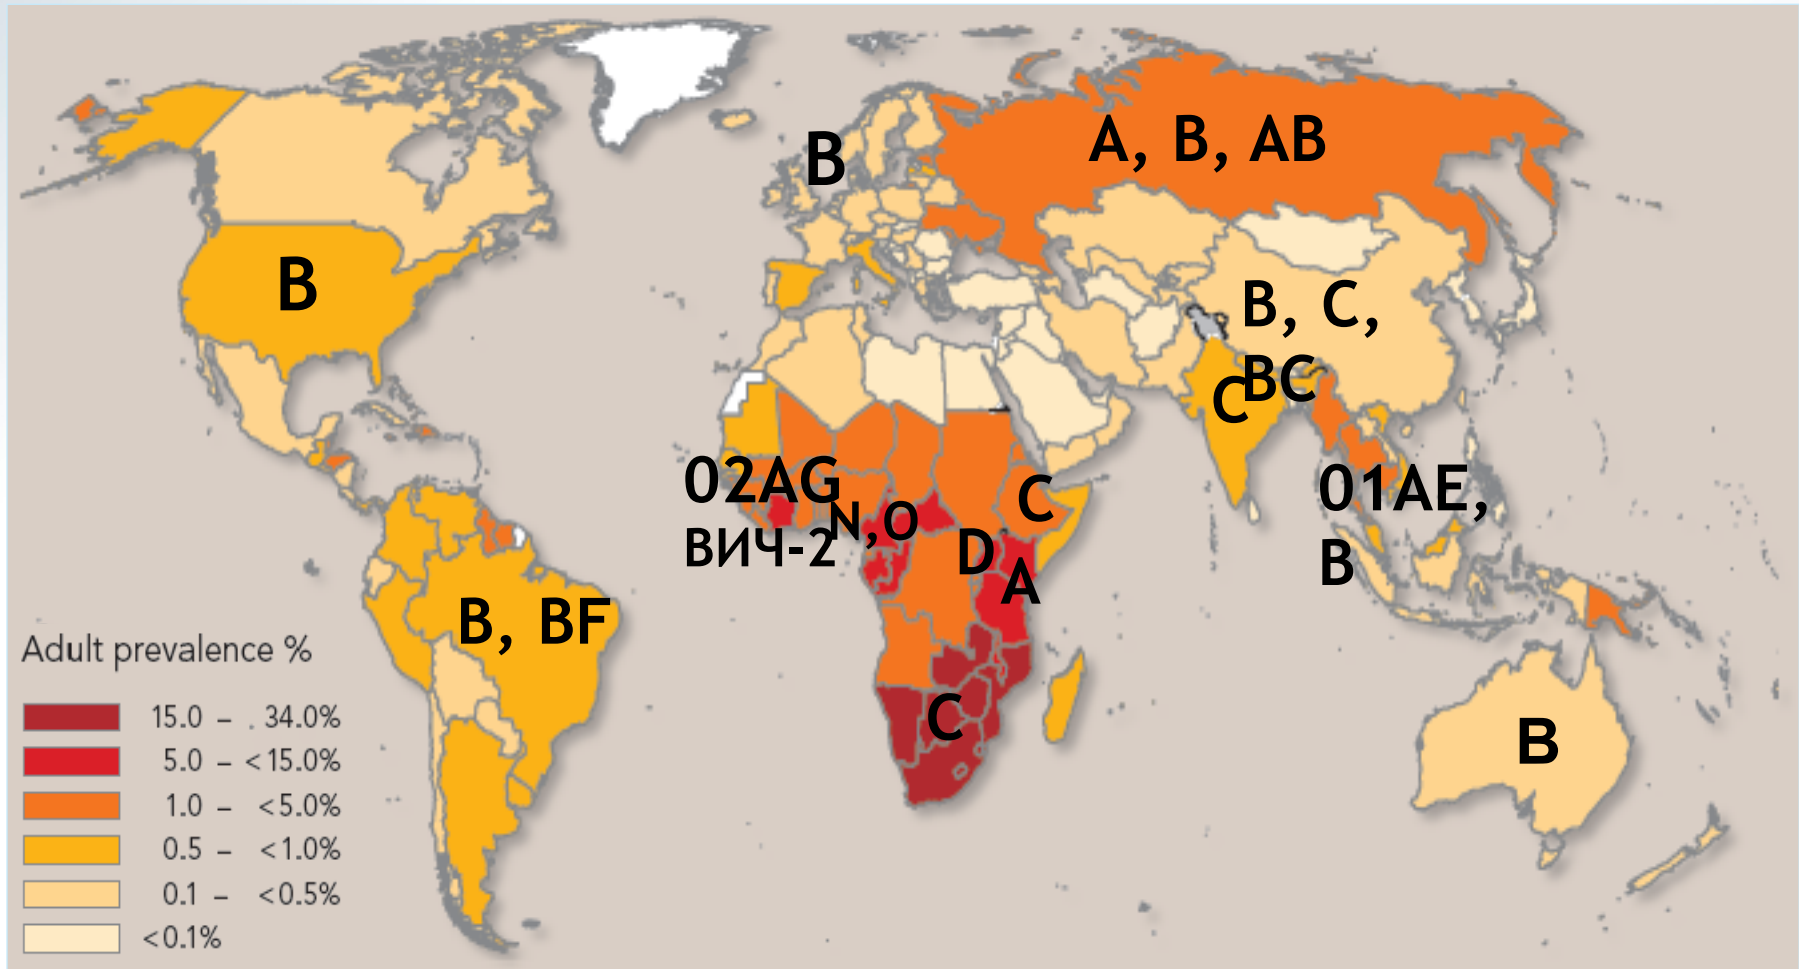 A, B, AB
B
B
B, C,
BC
C
02AG
N,O
ВИЧ-2
C
D
A
01AE,
B
B, BF
C
B
Adult prevalence %
15.0 – . 34.0%
5.0 – <15.0%
1.0 – <5.0%
0.5 – <1.0%
0.1 – <0.5%
<0.1%